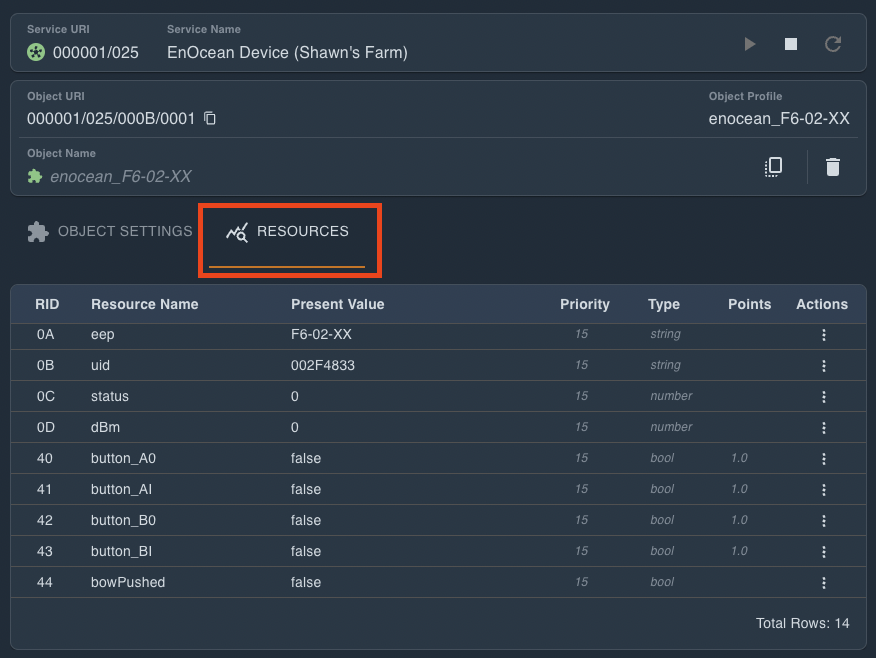 Service URI Service Name
000001/025 EnOcean Device (Shawn's Farm)
Object URI Object Profile
000001/025/000B/0001 enocean_F6-02-XX
Object Name
enocean_F6-02-XX
OBJECT SETTINGS RESOURCES
RID Resource Name Present Value Priority Type Points Actions
0A eep F6-02-XX 15 string
0B uid 002F4833 15 string
0C status 0 15 number
0D dBm 0 15 number
40 button_A0 false 15 bool 1.0
41 button_AI false 15 bool 1.0
42 button_B0 false 15 bool 1.0
43 button_BI false 15 bool 1.0
44 bowPushed false 15 bool
Total Rows: 14